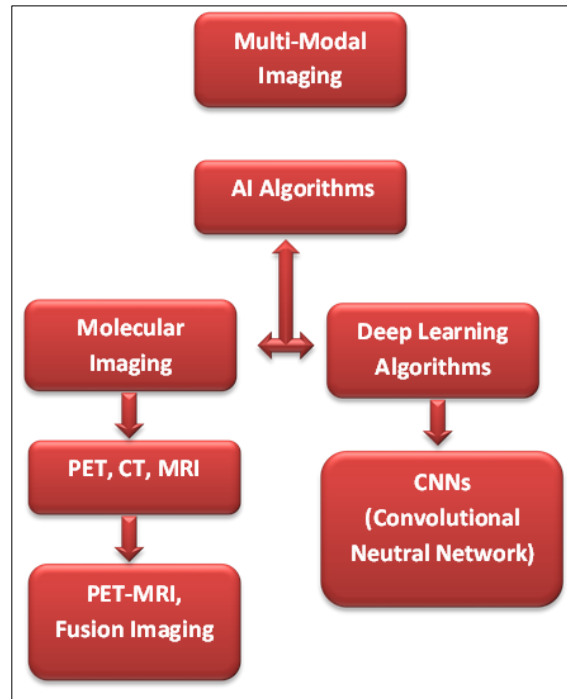 Multi-Modal
Imaging
AI Algorithms
Molecular
Imaging
Deep Learning
Algorithms
PET, CT, MRI
CNNs
(Convolutional
Neutral Network)
PET-MRI,
Fusion Imaging